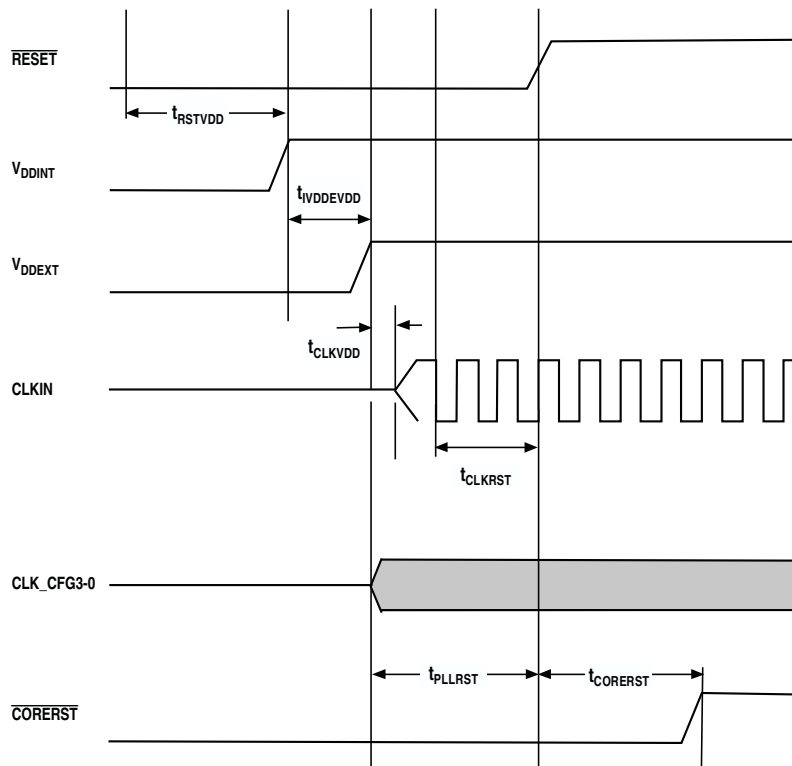 RESET
tRSTVDD
VDDINT
tIVDDEVDD
VDDEXT
tCLKVDD
CLKIN
tCLKRST
CLK_CFG3-0
tPLLRST
tCORERST
CORERST